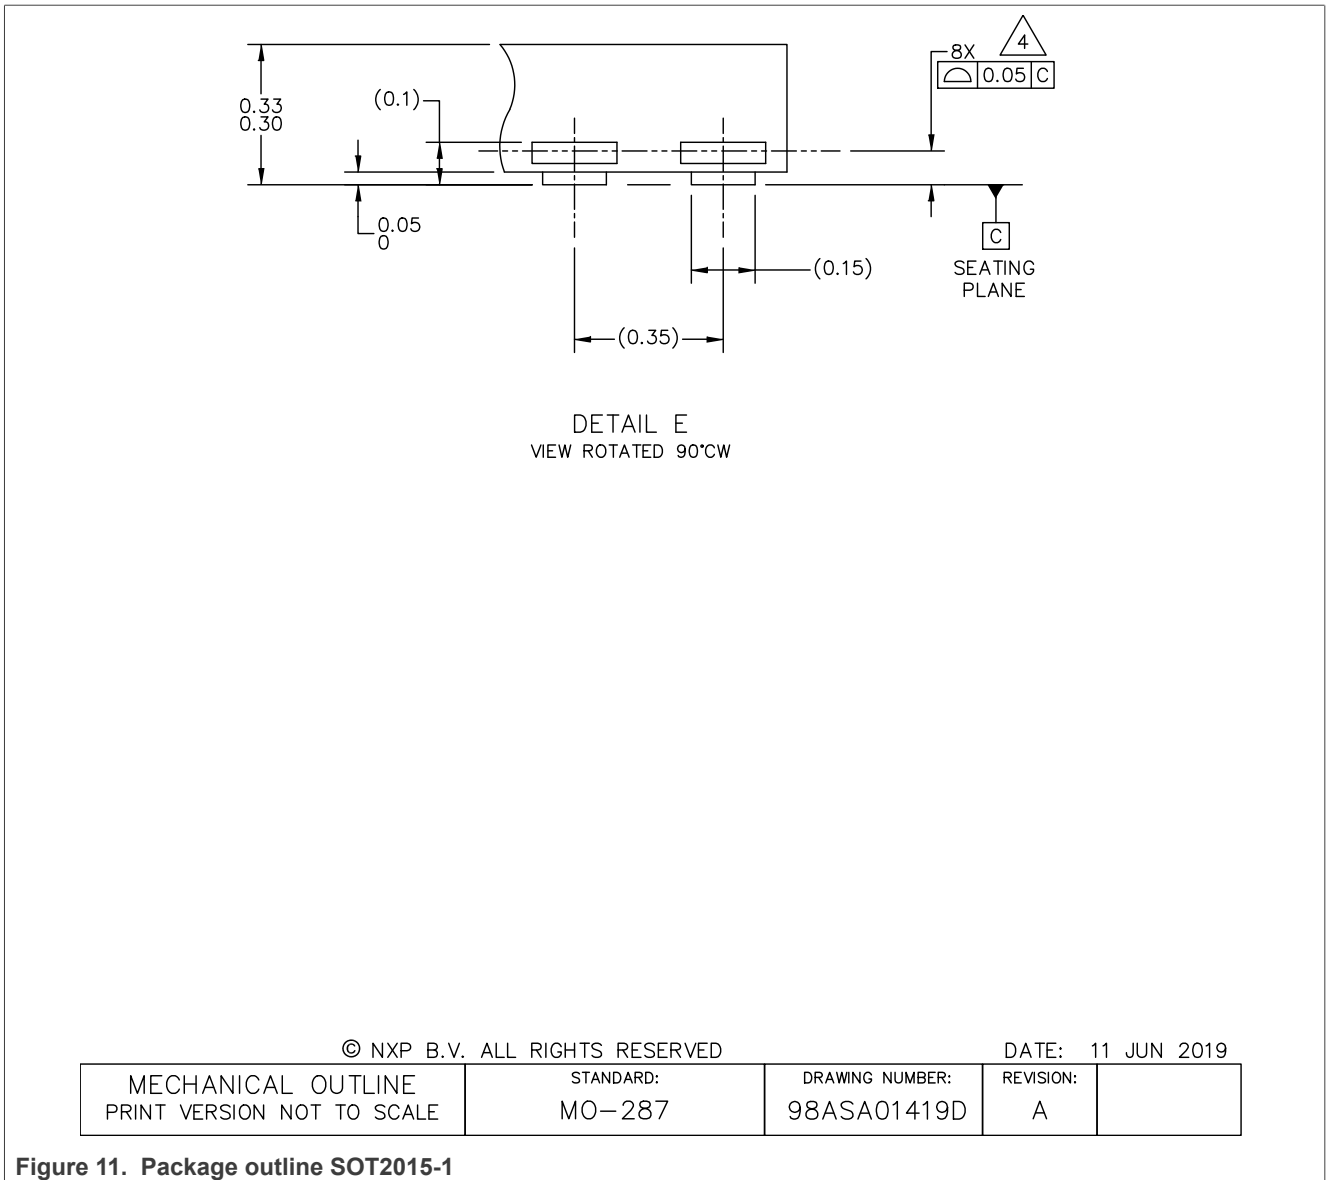 4
8X
0.05 C
0.33
0.30
(0.1)
0.05
0
C
SEATING
PLANE
(0.15)
(0.35)
DETAIL E
VIEW ROTATED 90°CW
© NXP B.V. ALL RIGHTS RESERVED
DATE: 11 JUN 2019
MECHANICAL OUTLINE
PRINT VERSION NOT TO SCALE
STANDARD:
MO-287
DRAWING NUMBER:
98ASA01419D
REVISION:
A
Figure 11. Package outline SOT2015-1